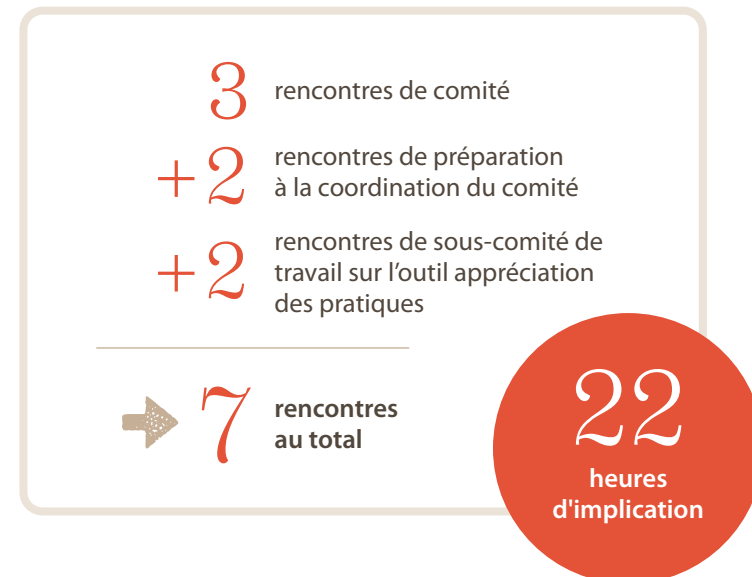 3 rencontres de comité
+2 rencontres de préparation
à la coordination du comité
+2 rencontres de sous-comité de
travail sur l’outil appréciation
des pratiques
7 rencontres
au total
22
heures
d'implication